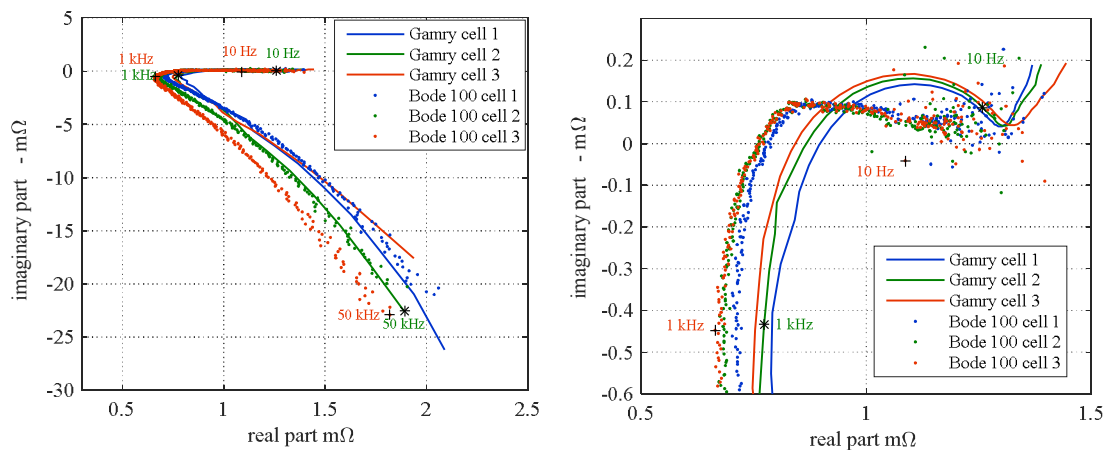 5
0
-5
-10
-15
-20
-25
-30
0.5
1
1.5
2
2.5
real part mΩ
imaginary part - mΩ
1 kHz
1 kHz
10 Hz
10 Hz
50 kHz
50 kHz
Gamry cell 1
Gamry cell 2
Gamry cell 3
Bode 100 cell 1
Bode 100 cell 2
Bode 100 cell 3
0.2
0.1
0
-0.1
-0.2
-0.3
-0.4
-0.5
-0.6
0.5
1
1.5
real part mΩ
imaginary part - mΩ
10 Hz
10 Hz
1 kHz
1 kHz
Gamry cell 1
Gamry cell 2
Gamry cell 3
Bode 100 cell 1
Bode 100 cell 2
Bode 100 cell 3